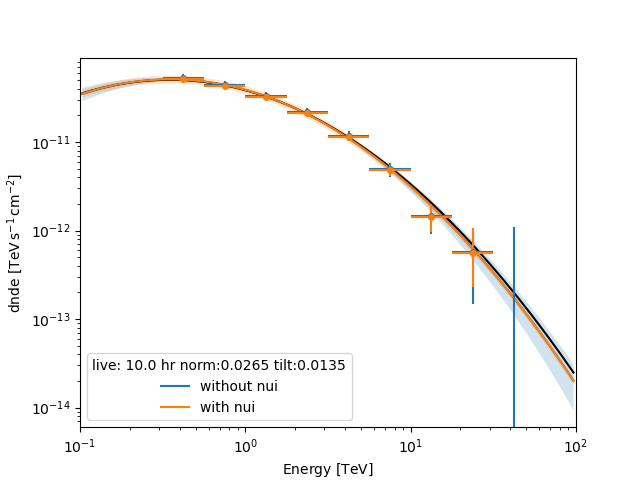 10⁻¹¹
10⁻¹²
10⁻¹³
10⁻¹⁴
dnde [TeV s⁻¹ cm⁻²]
live: 10.0 hr norm:0.0265 tilt:0.0135
without nui
with nui
10⁻¹ 10⁰ 10¹ 10²
Energy [TeV]